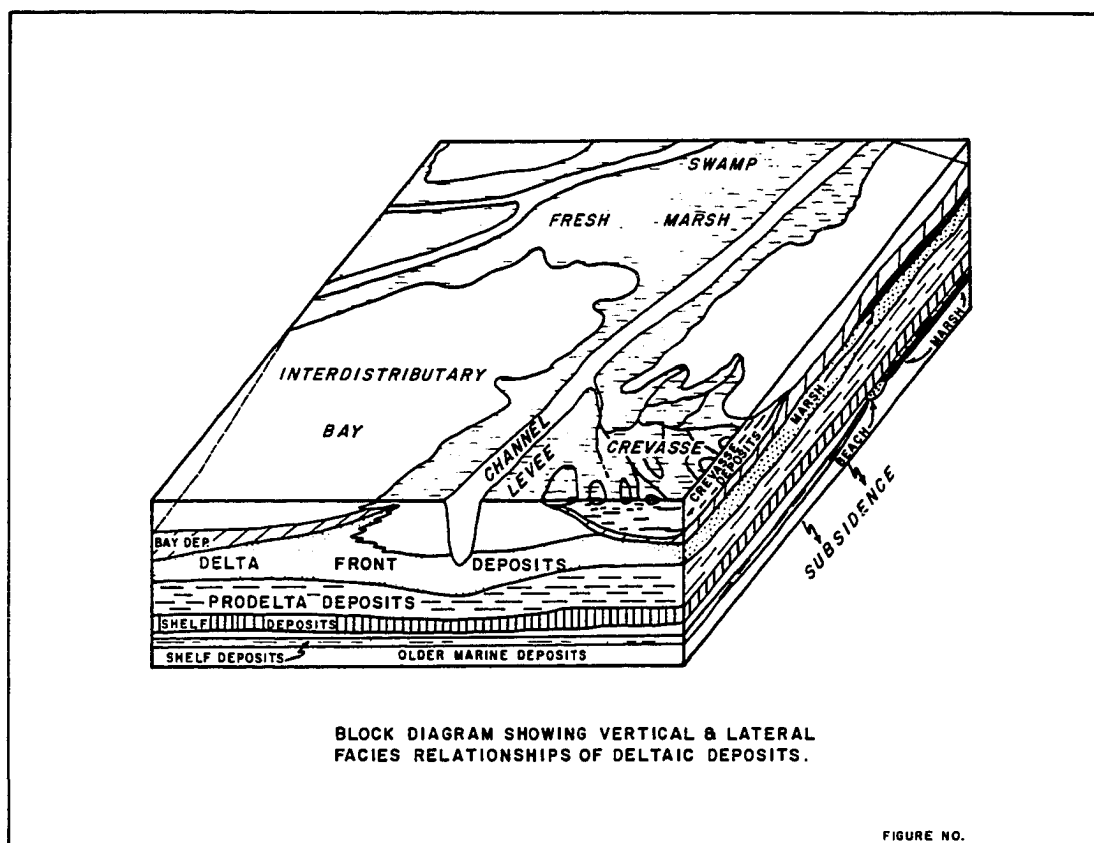 SWAMP
FRESH MARSH
INTERDISTRIBUTARY
BAY
CHANNEL
LEVEE
CREVASSE
CREVASSE
DEPOSITS
MARSH
MARSH
BEACH
SUBSIDENCE
BAY DEP.
DELTA FRONT DEPOSITS
PRODELTA DEPOSITS
SHELF DEPOSITS
SHELF DEPOSITS
OLDER MARINE DEPOSITS
BLOCK DIAGRAM SHOWING VERTICAL & LATERAL
FACIES RELATIONSHIPS OF DELTAIC DEPOSITS.
FIGURE NO.